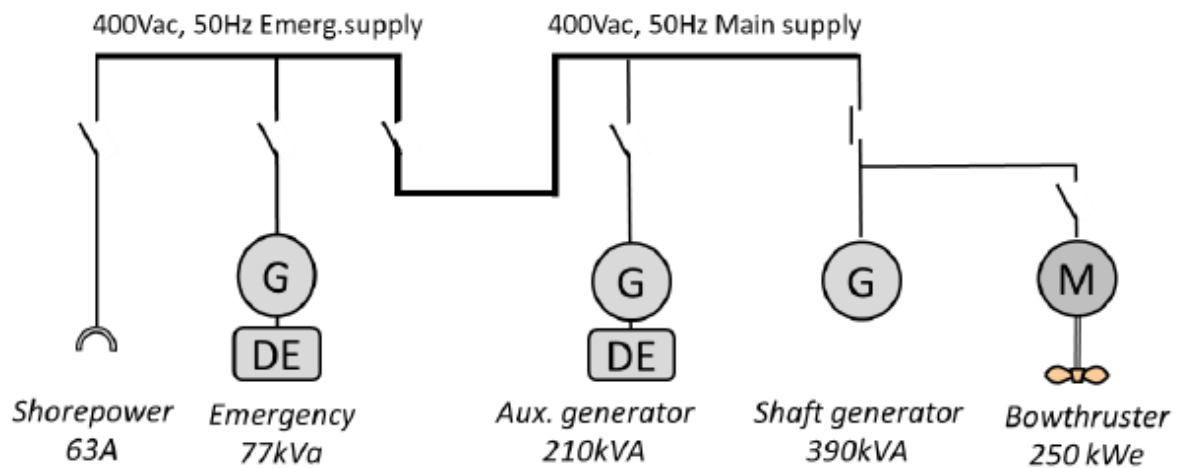 400Vac, 50Hz Emerg.supply
400Vac, 50Hz Main supply
G
G
G
M
DE
DE
Shorepower
63A
Emergency
77kVa
Aux. generator
210kVA
Shaft generator
390kVA
Bowthruster
250 kWe